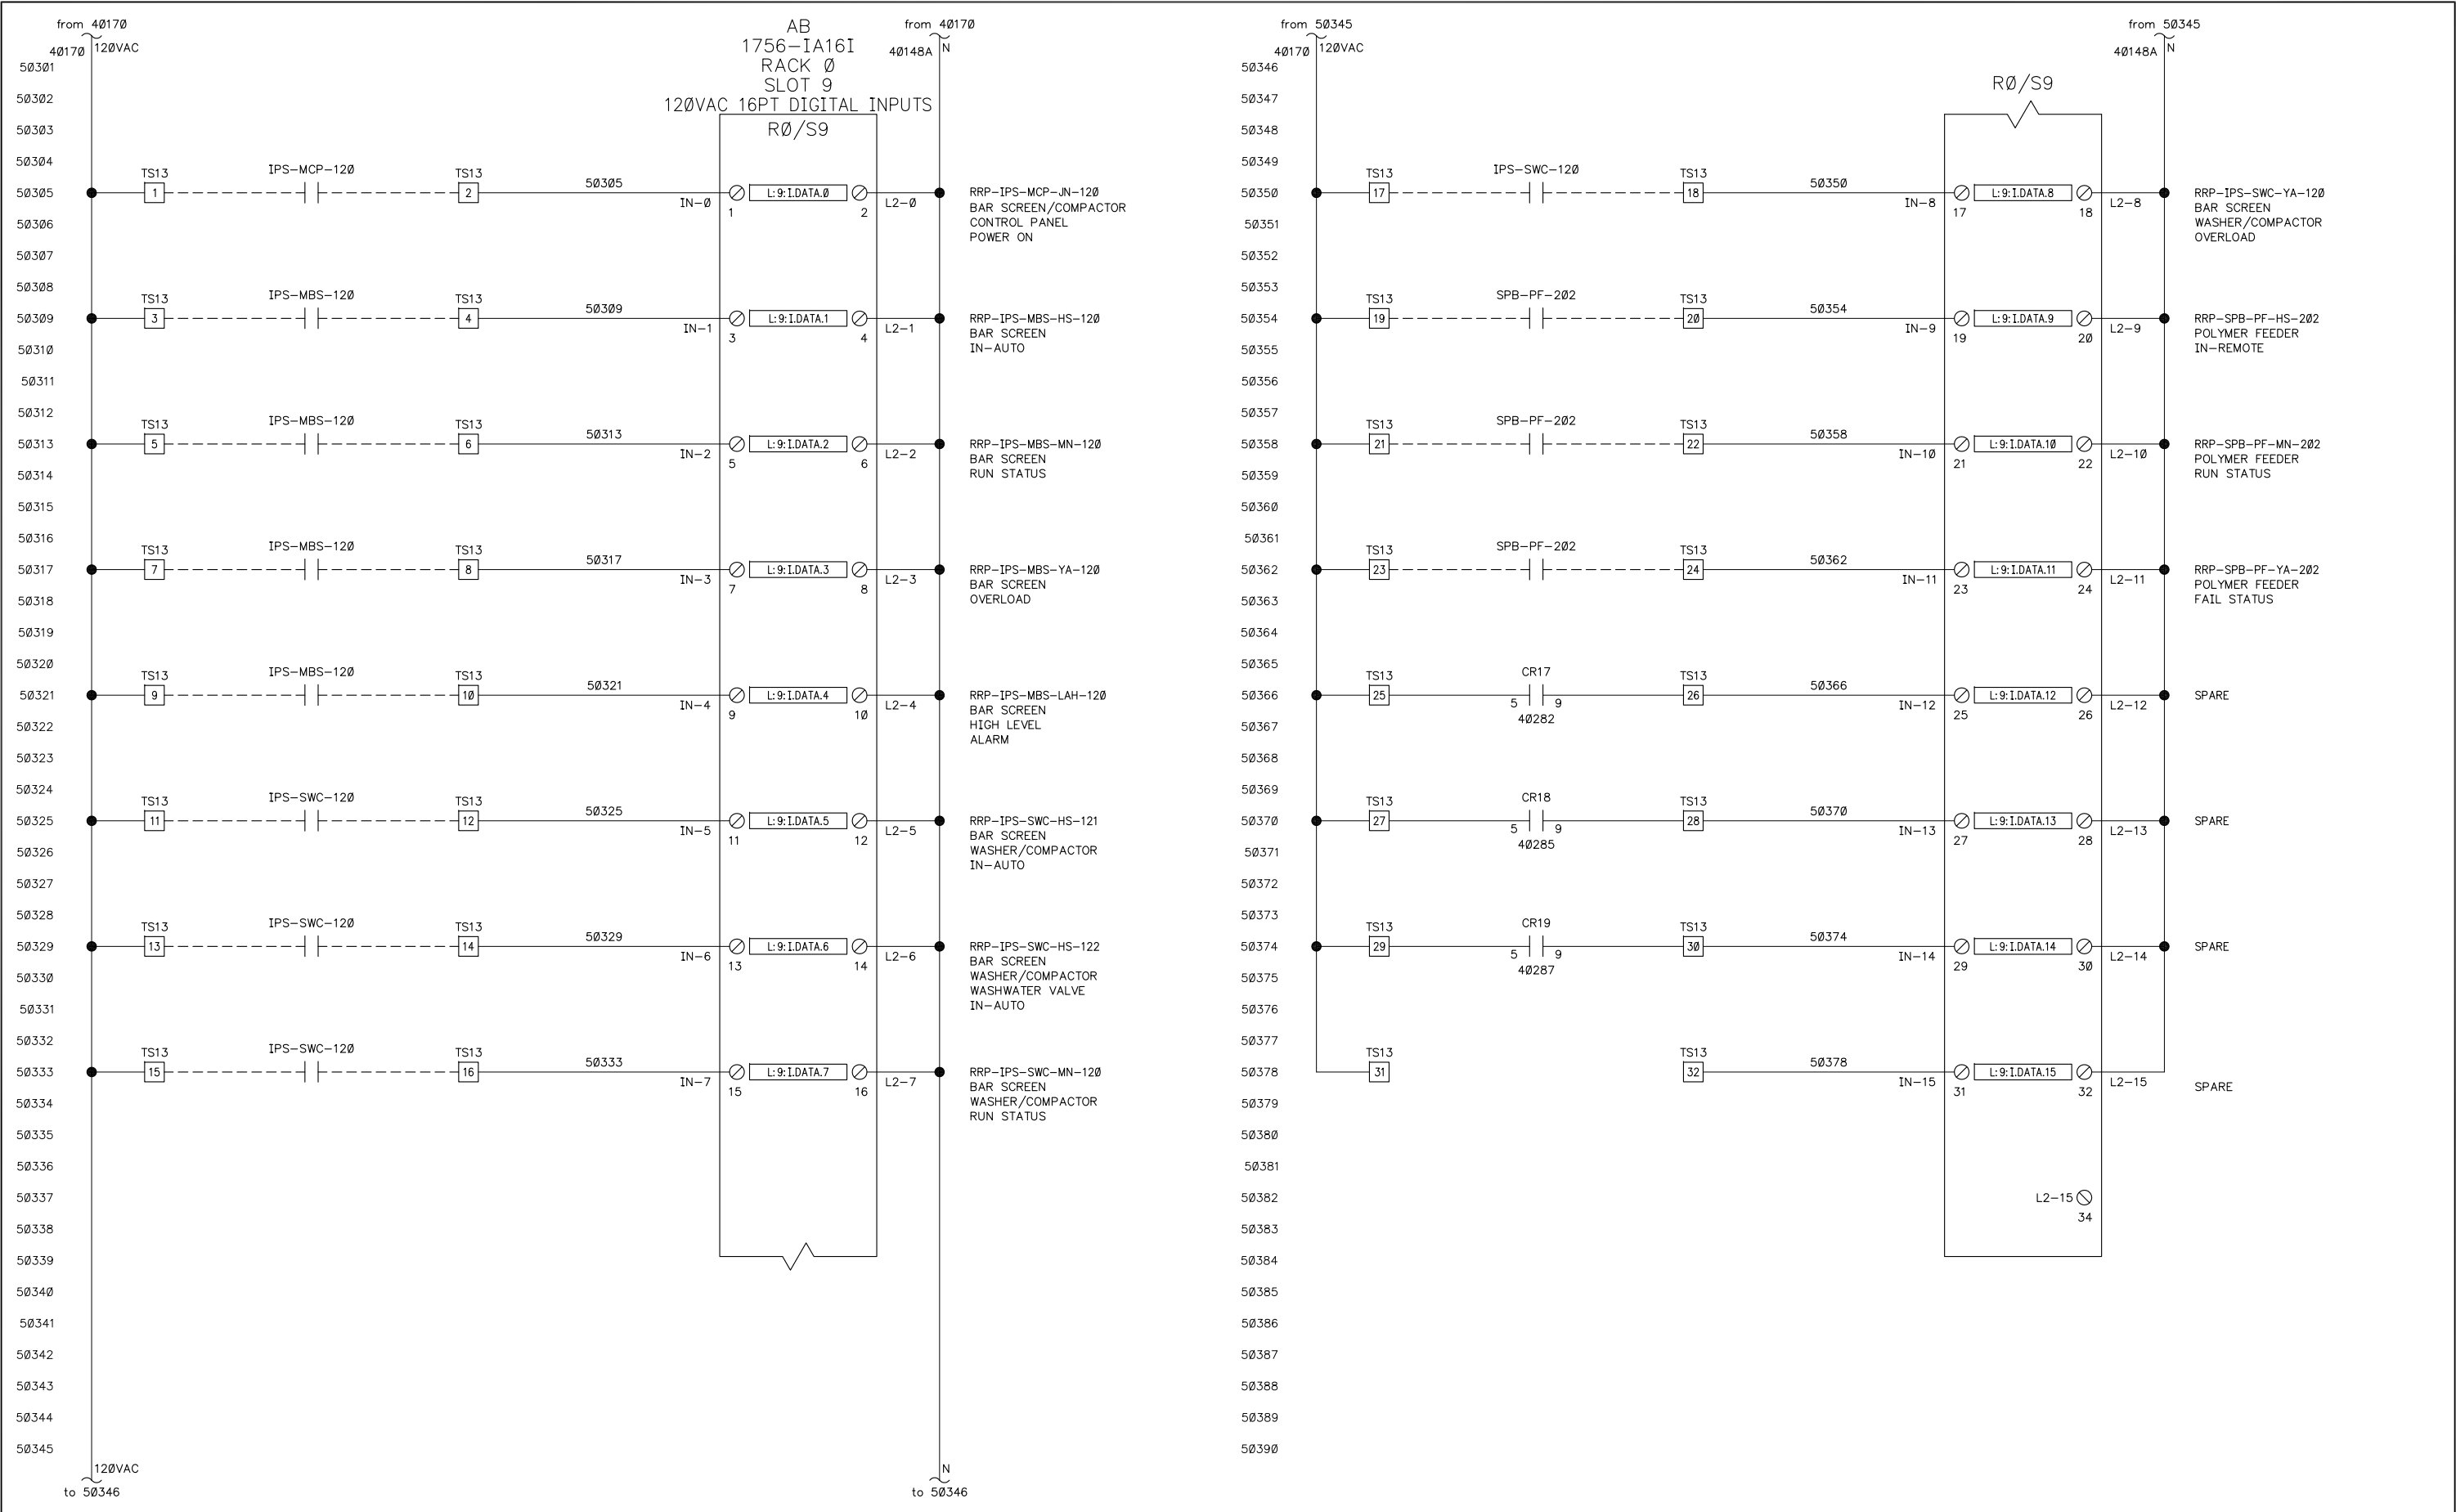 from 40170
40170
120VAC
AB
1756-IA16I
RACK 0
SLOT 9
120VAC 16PT DIGITAL INPUTS
R0/S9
from 40170
40148A
N
50301
50302
50303
50304
TS13
IPS-MCP-120
TS13
50305
1
2
50305
IN-0
1
L:9:I.DATA.0
2
L2-0
RRP-IPS-MCP-JN-120
BAR SCREEN/COMPACTOR
CONTROL PANEL
POWER ON
50306
50307
50308
TS13
IPS-MBS-120
TS13
50309
3
4
50309
IN-1
3
L:9:I.DATA.1
4
L2-1
RRP-IPS-MBS-HS-120
BAR SCREEN
IN-AUTO
50310
50311
50312
TS13
IPS-MBS-120
TS13
50313
5
6
50313
IN-2
5
L:9:I.DATA.2
6
L2-2
RRP-IPS-MBS-MN-120
BAR SCREEN
RUN STATUS
50314
50315
50316
TS13
IPS-MBS-120
TS13
50317
7
8
50317
IN-3
7
L:9:I.DATA.3
8
L2-3
RRP-IPS-MBS-YA-120
BAR SCREEN
OVERLOAD
50318
50319
50320
TS13
IPS-MBS-120
TS13
50321
9
10
50321
IN-4
9
L:9:I.DATA.4
10
L2-4
RRP-IPS-MBS-LAH-120
BAR SCREEN
HIGH LEVEL
ALARM
50322
50323
50324
TS13
IPS-SWC-120
TS13
50325
11
12
50325
IN-5
11
L:9:I.DATA.5
12
L2-5
RRP-IPS-SWC-HS-121
BAR SCREEN
WASHER/COMPACTOR
IN-AUTO
50326
50327
50328
TS13
IPS-SWC-120
TS13
50329
13
14
50329
IN-6
13
L:9:I.DATA.6
14
L2-6
RRP-IPS-SWC-HS-122
BAR SCREEN
WASHER/COMPACTOR
WASHWATER VALVE
IN-AUTO
50330
50331
50332
TS13
IPS-SWC-120
TS13
50333
15
16
50333
IN-7
15
L:9:I.DATA.7
16
L2-7
RRP-IPS-SWC-MN-120
BAR SCREEN
WASHER/COMPACTOR
RUN STATUS
50334
50335
50336
50337
50338
50339
50340
50341
50342
50343
50344
50345
120VAC
to 50346
N
to 50346
from 50345
40170
120VAC
from 50345
40148A
N
R0/S9
50346
50347
50348
50349
TS13
IPS-SWC-120
TS13
50350
17
18
50350
IN-8
17
L:9:I.DATA.8
18
L2-8
RRP-IPS-SWC-YA-120
BAR SCREEN
WASHER/COMPACTOR
OVERLOAD
50351
50352
50353
TS13
SPB-PF-202
TS13
50354
19
20
50354
IN-9
19
L:9:I.DATA.9
20
L2-9
RRP-SPB-PF-HS-202
POLYMER FEEDER
IN-REMOTE
50355
50356
50357
TS13
SPB-PF-202
TS13
50358
21
22
50358
IN-10
21
L:9:I.DATA.10
22
L2-10
RRP-SPB-PF-MN-202
POLYMER FEEDER
RUN STATUS
50359
50360
50361
TS13
SPB-PF-202
TS13
50362
23
24
50362
IN-11
23
L:9:I.DATA.11
24
L2-11
RRP-SPB-PF-YA-202
POLYMER FEEDER
FAIL STATUS
50363
50364
50365
TS13
CR17
TS13
50366
25
5
9
40282
26
50366
IN-12
25
L:9:I.DATA.12
26
L2-12
SPARE
50367
50368
50369
TS13
CR18
TS13
50370
27
5
9
40285
28
50370
IN-13
27
L:9:I.DATA.13
28
L2-13
SPARE
50371
50372
50373
TS13
CR19
TS13
50374
29
5
9
40287
30
50374
IN-14
29
L:9:I.DATA.14
30
L2-14
SPARE
50375
50376
50377
TS13
TS13
50378
31
32
50378
IN-15
31
L:9:I.DATA.15
32
L2-15
SPARE
50379
50380
50381
50382
L2-15
34
50383
50384
50385
50386
50387
50388
50389
50390